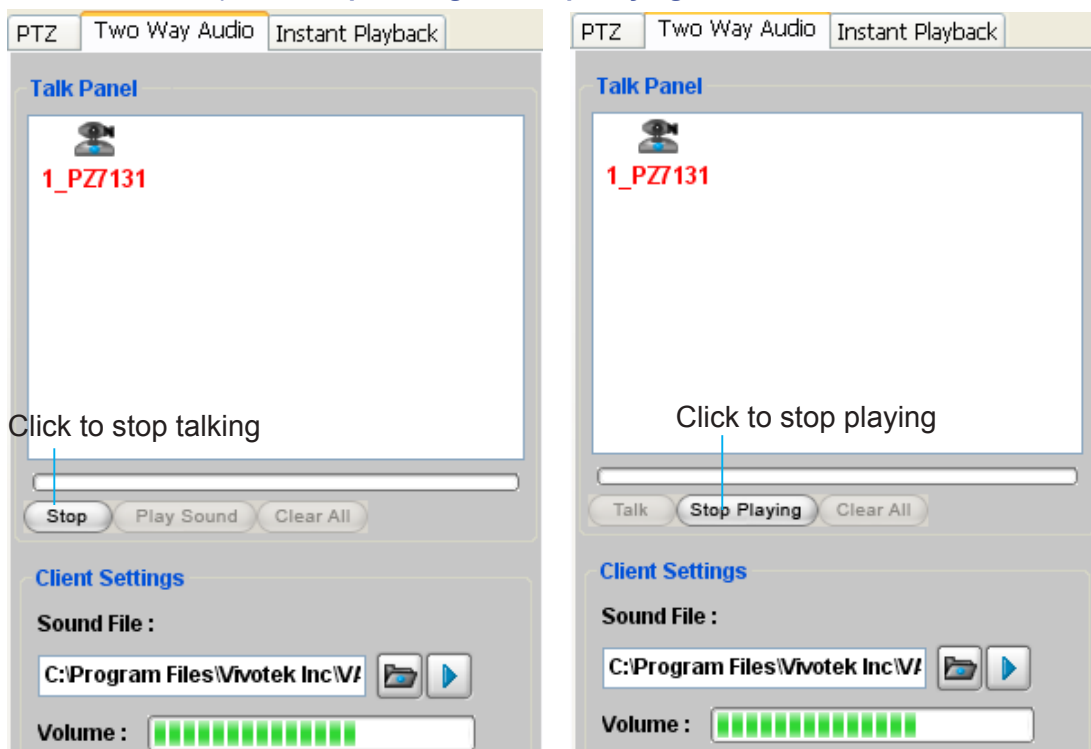 PTZ Two Way Audio Instant Playback
Talk Panel
1_PZ7131
Click to stop talking
Stop Play Sound Clear All
Client Settings
Sound File :
C:\Program Files\Vivotek Inc\VA
Volume :
PTZ Two Way Audio Instant Playback
Talk Panel
1_PZ7131
Click to stop playing
Talk Stop Playing Clear All
Client Settings
Sound File :
C:\Program Files\Vivotek Inc\VA
Volume :